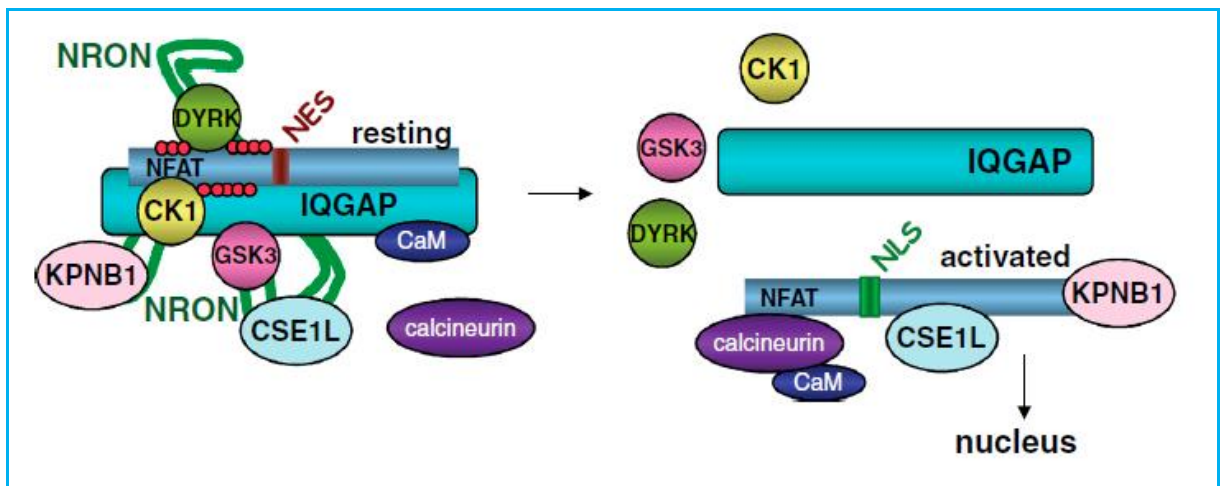 NRON
DYRK
NES
resting
NFAT
CK1
IQGAP
GSK3
CaM
KPNB1
NRON
CSE1L
calcineurin
CK1
GSK3
IQGAP
DYRK
NLS
activated
NFAT
KPNB1
calcineurin
CSE1L
CaM
nucleus